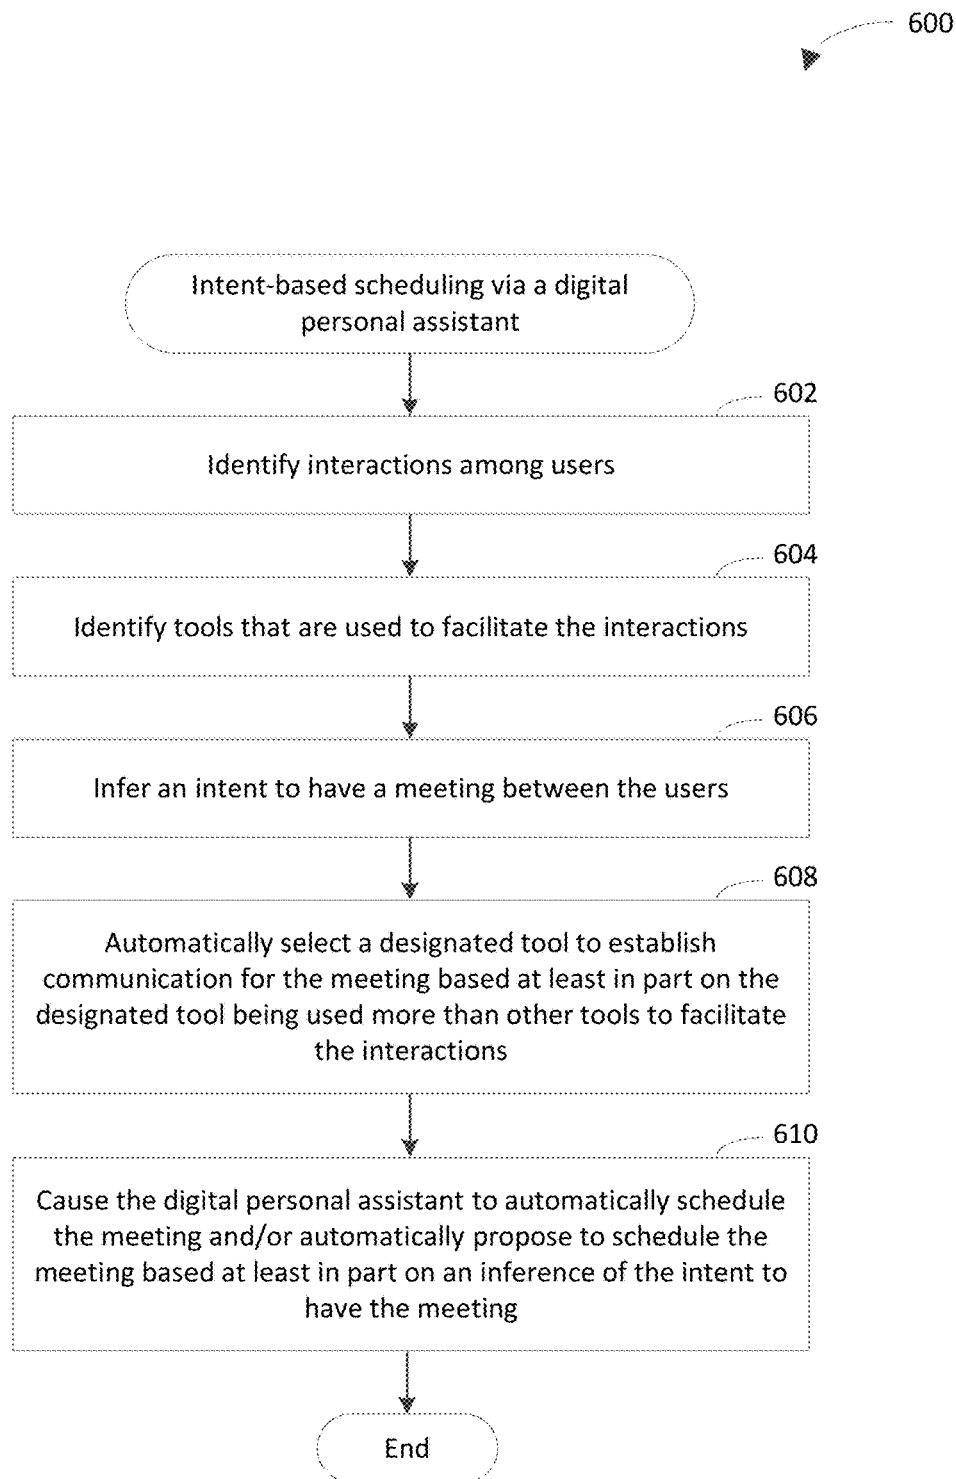 600
Intent-based scheduling via a digital
personal assistant
602
Identify interactions among users
604
Identify tools that are used to facilitate the interactions
606
Infer an intent to have a meeting between the users
608
Automatically select a designated tool to establish
communication for the meeting based at least in part on the
designated tool being used more than other tools to facilitate
the interactions
610
Cause the digital personal assistant to automatically schedule
the meeting and/or automatically propose to schedule the
meeting based at least in part on an inference of the intent to
have the meeting
End